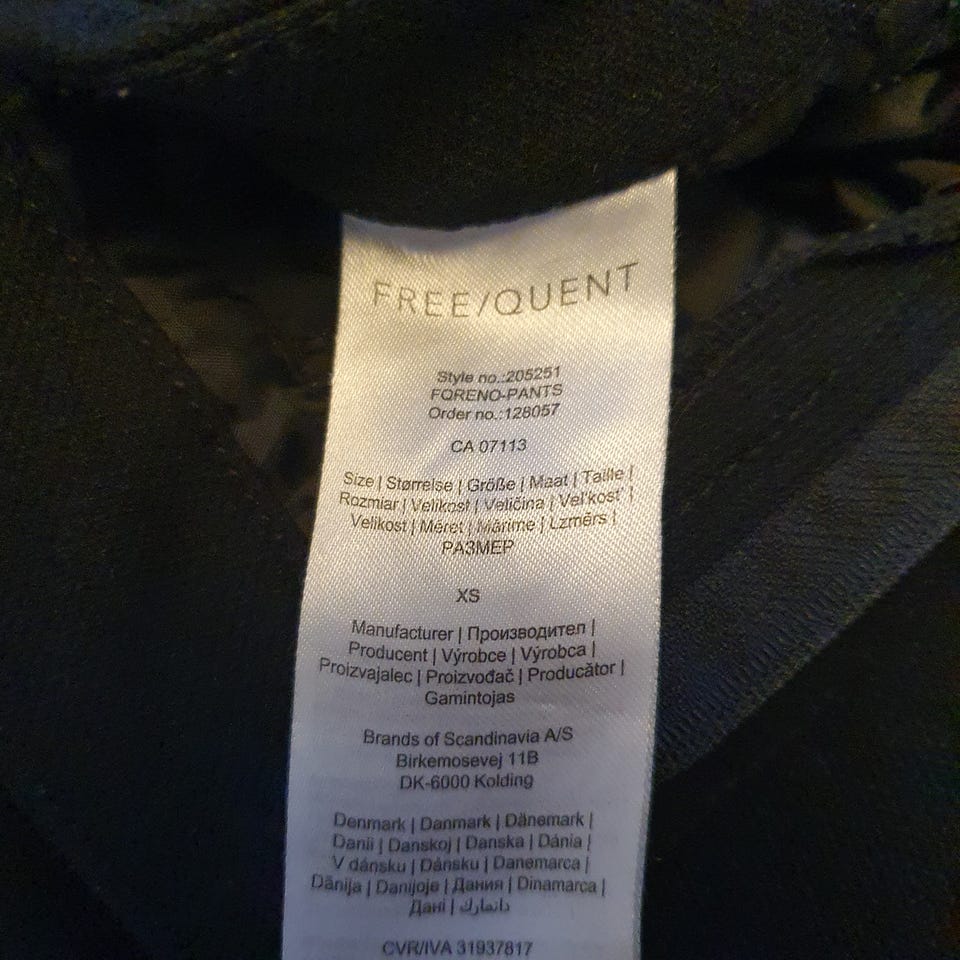 FREE/QUENT
Style no.:205251
FQRENO-PANTS
Order no.:128057
CA 07113
Size | Størrelse | Größe | Maat | Taille |
Rozmiar | Velikost | Veličina | Vel'kost' |
Velikost | Méret | Mărime | Lzmērs |
РАЗМЕР
XS
Manufacturer | Производител |
Producent | Výrobce | Výrobca |
Proizvajalec | Proizvođač | Producător |
Gamintojas
Brands of Scandinavia A/S
Birkemosevej 11B
DK-6000 Kolding
Denmark | Danmark | Dänemark |
Danii | Danskoj | Danska | Dánia |
V dánsku | Dánsku | Danemarca |
Dānija | Danijoje | Дания | Dinamarca |
Дані | دانمارك
CVR/IVA 31937817